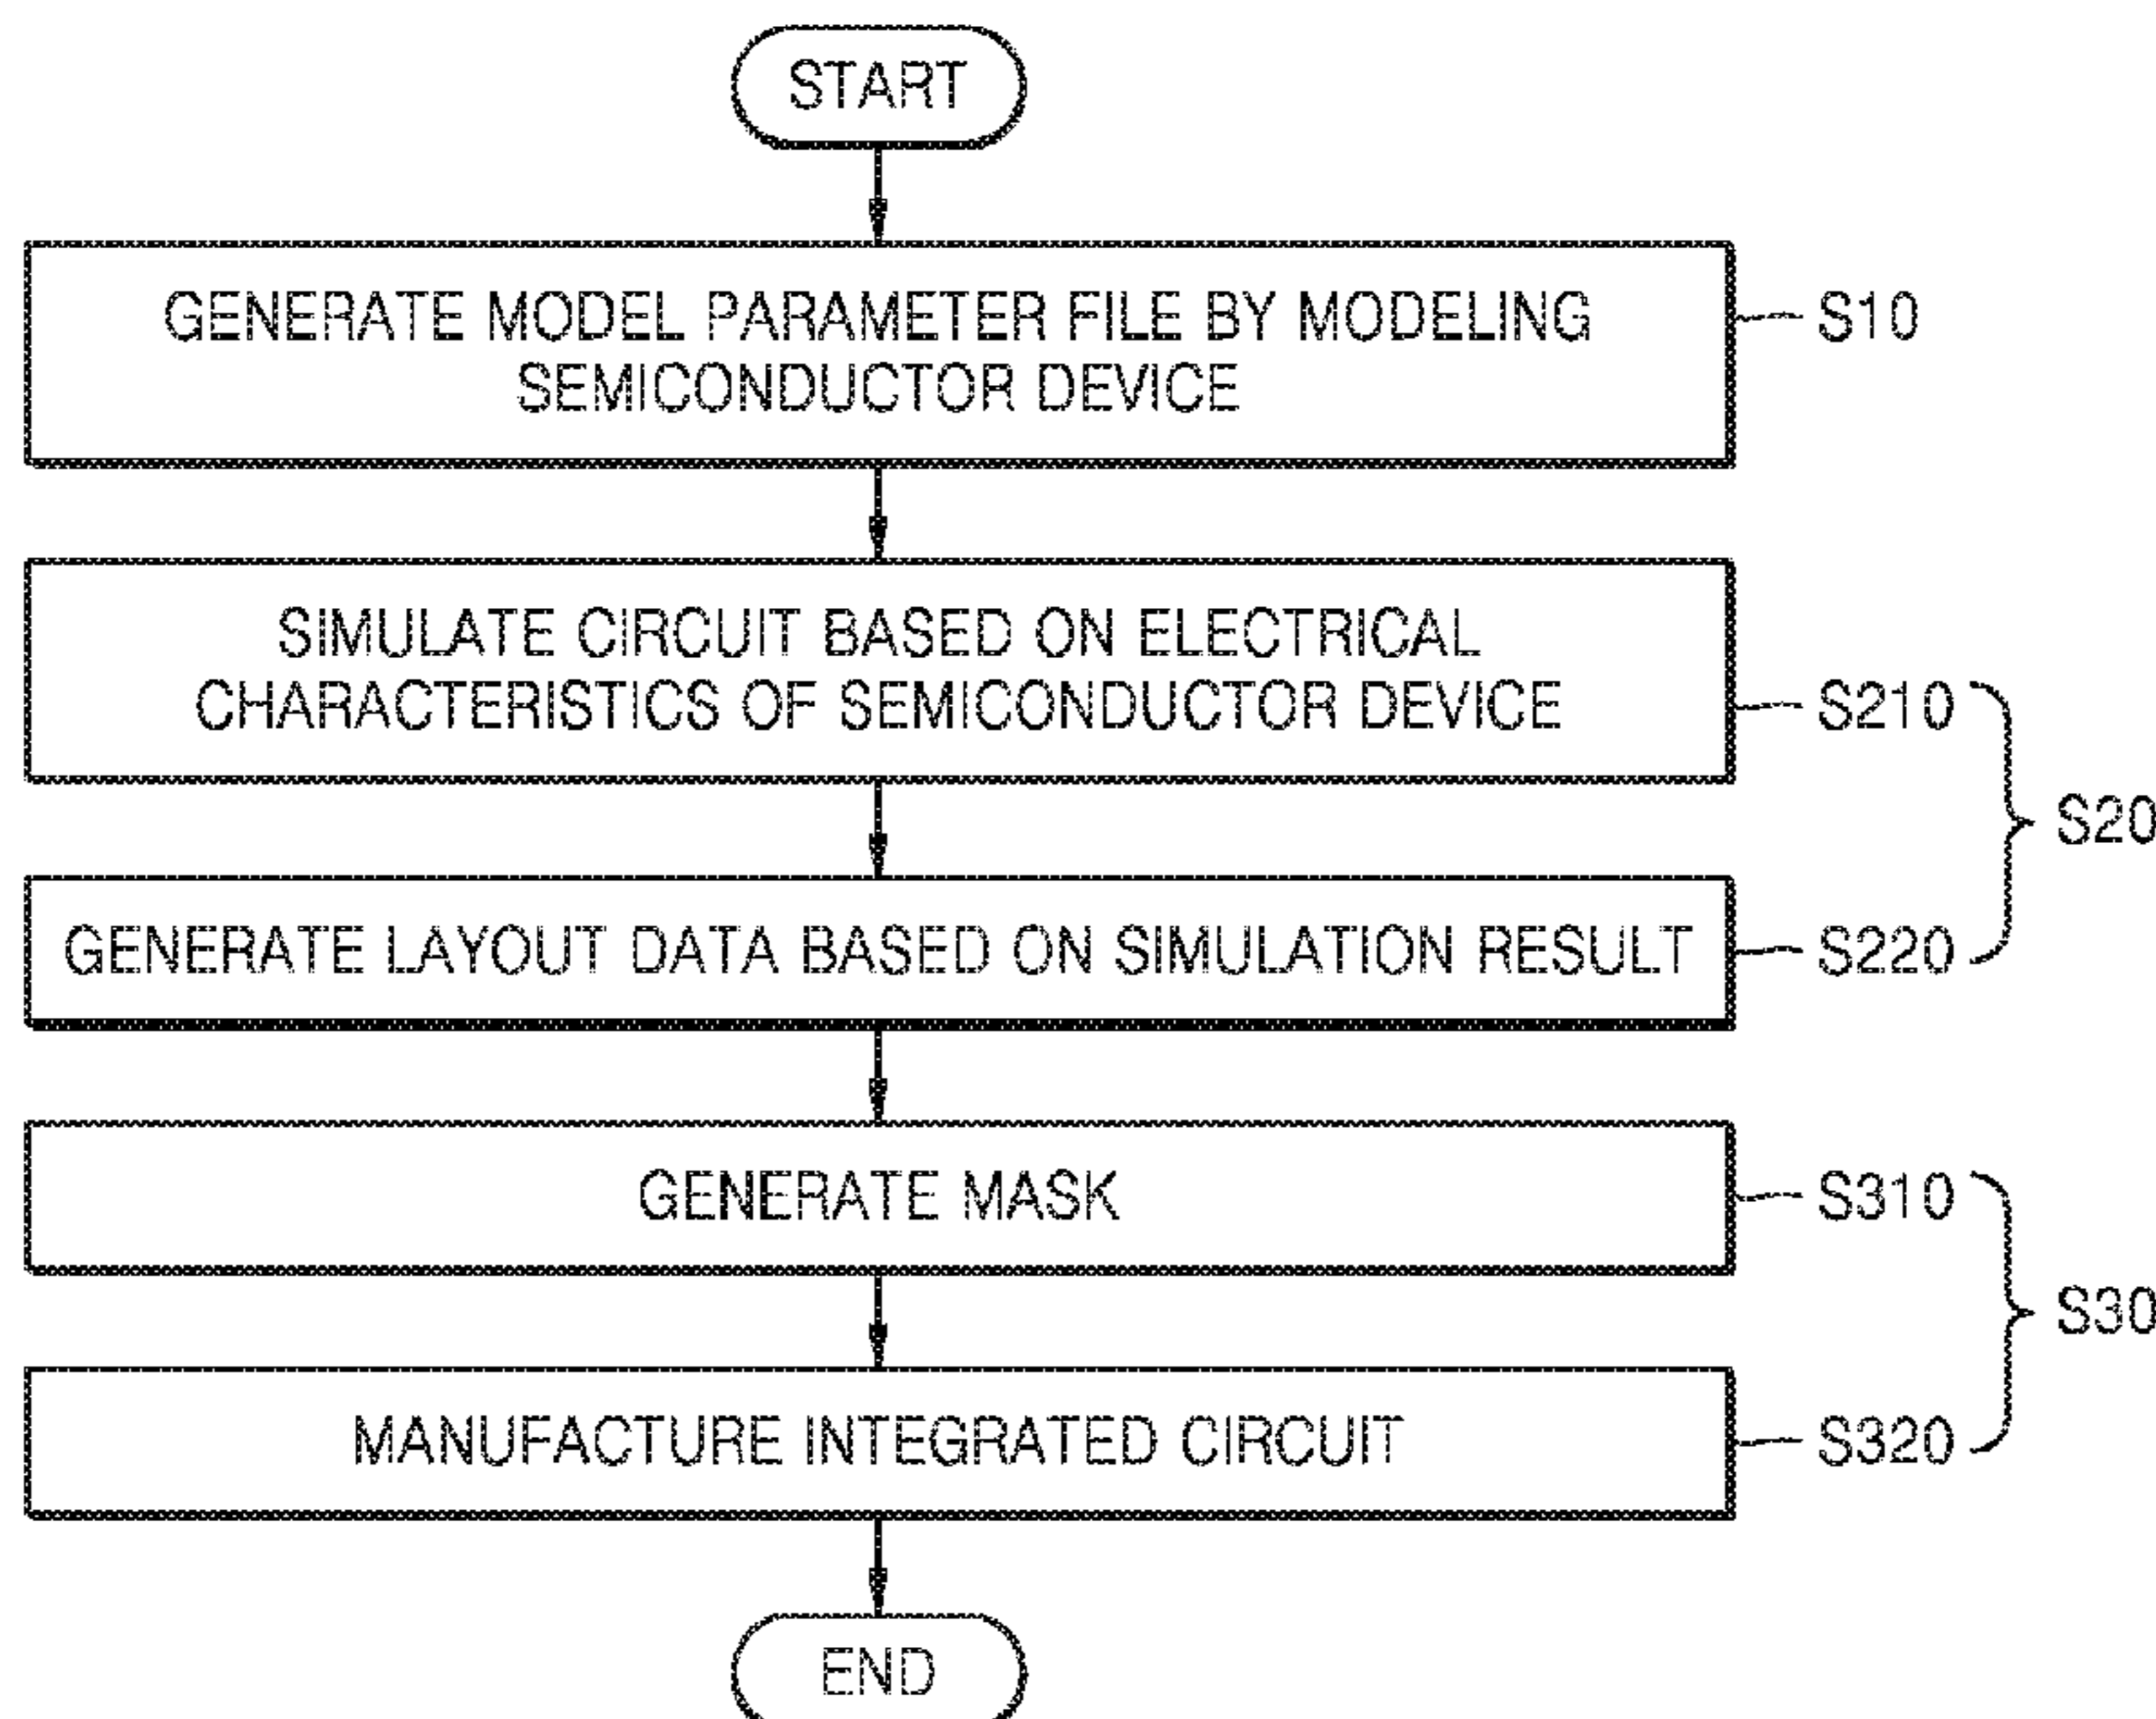 START
GENERATE MODEL PARAMETER FILE BY MODELING
SEMICONDUCTOR DEVICE
S10
SIMULATE CIRCUIT BASED ON ELECTRICAL
CHARACTERISTICS OF SEMICONDUCTOR DEVICE
S210
S20
GENERATE LAYOUT DATA BASED ON SIMULATION RESULT
S220
GENERATE MASK
S310
S30
MANUFACTURE INTEGRATED CIRCUIT
S320
END